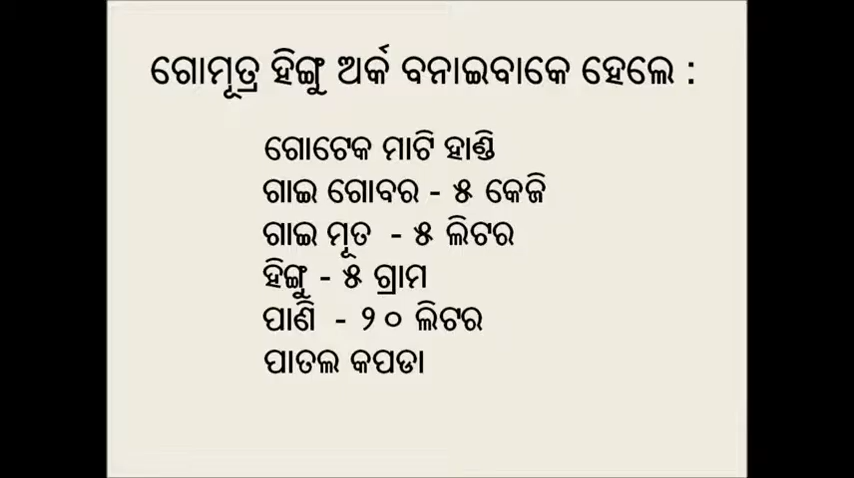 ଗୋମୂତ୍ର ହିଙ୍ଗୁ ଅର୍କ ବନାଇବାକେ ହେଲେ :
ଗୋଟେକ ମାଟି ହାଣ୍ଡି
ଗାଇ ଗୋବର - ୫ କେଜି
ଗାଇ ମୂତ - ୫ ଲିଟର
ହିଙ୍ଗୁ - ୫ ଗ୍ରାମ
ପାଣି - ୨୦ ଲିଟର
ପାତଲ କପଡା